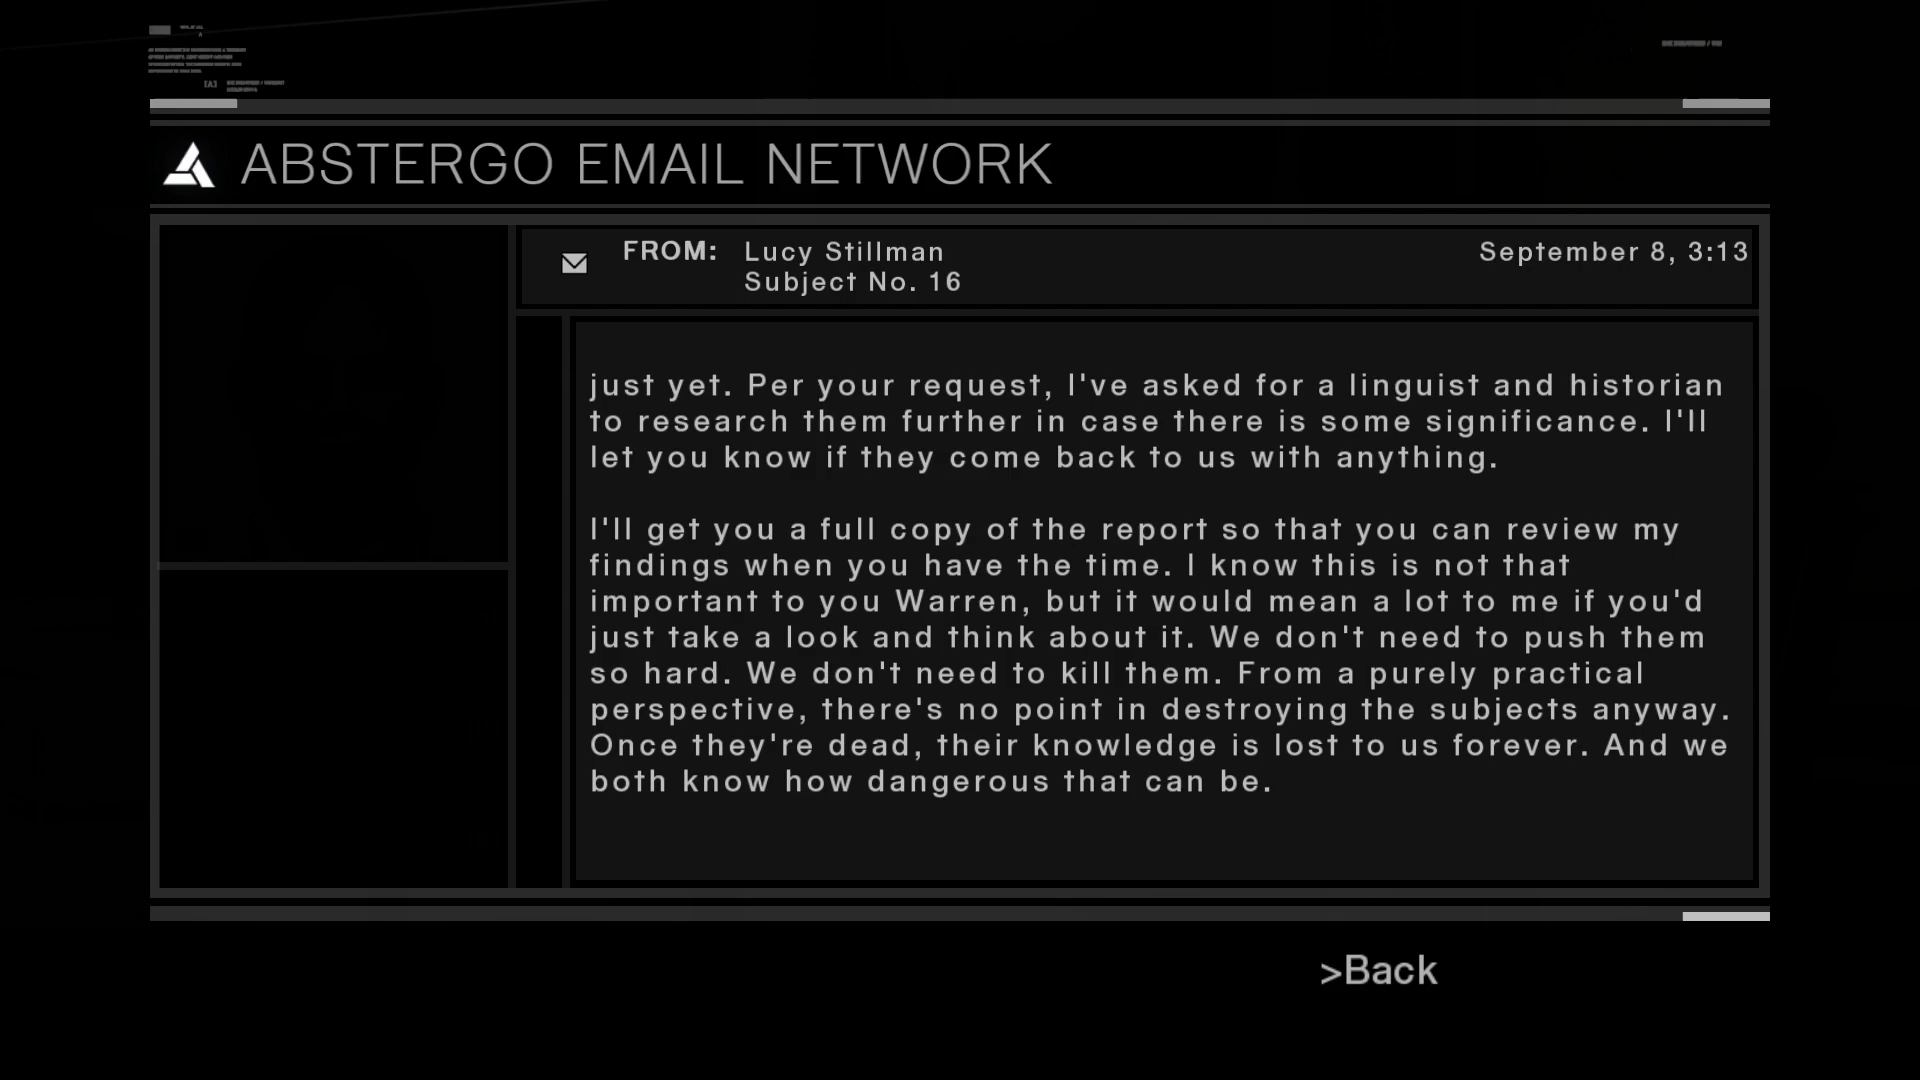 ABSTERGO EMAIL NETWORK
FROM: Lucy Stillman
September 8, 3:13
Subject No. 16
just yet. Per your request, I've asked for a linguist and historian
to research them further in case there is some significance. I'll
let you know if they come back to us with anything.
I'll get you a full copy of the report so that you can review my
findings when you have the time. I know this is not that
important to you Warren, but it would mean a lot to me if you'd
just take a look and think about it. We don't need to push them
so hard. We don't need to kill them. From a purely practical
perspective, there's no point in destroying the subjects anyway.
Once they're dead, their knowledge is lost to us forever. And we
both know how dangerous that can be.
>Back